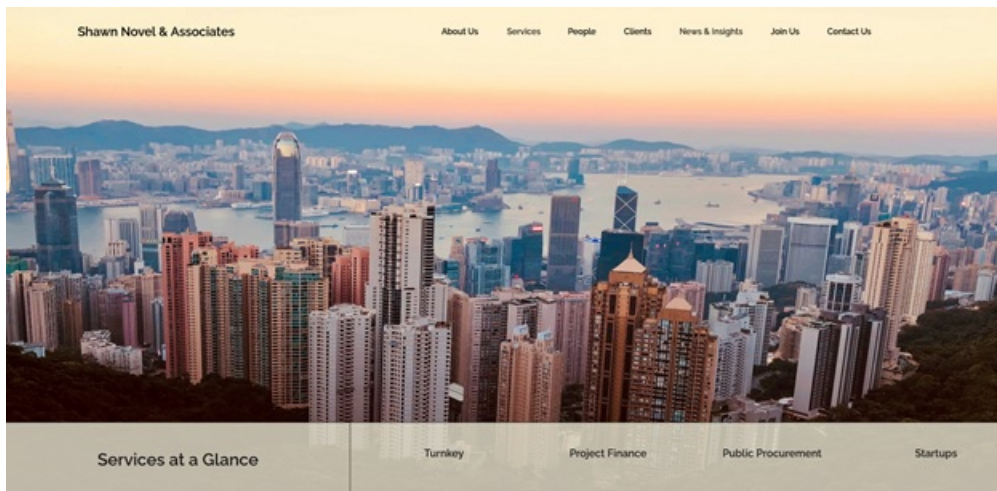 Shawn Novel & Associates
About Us Services People Clients News & Insights Join Us Contact Us
Services at a Glance
Turnkey Project Finance Public Procurement Startups